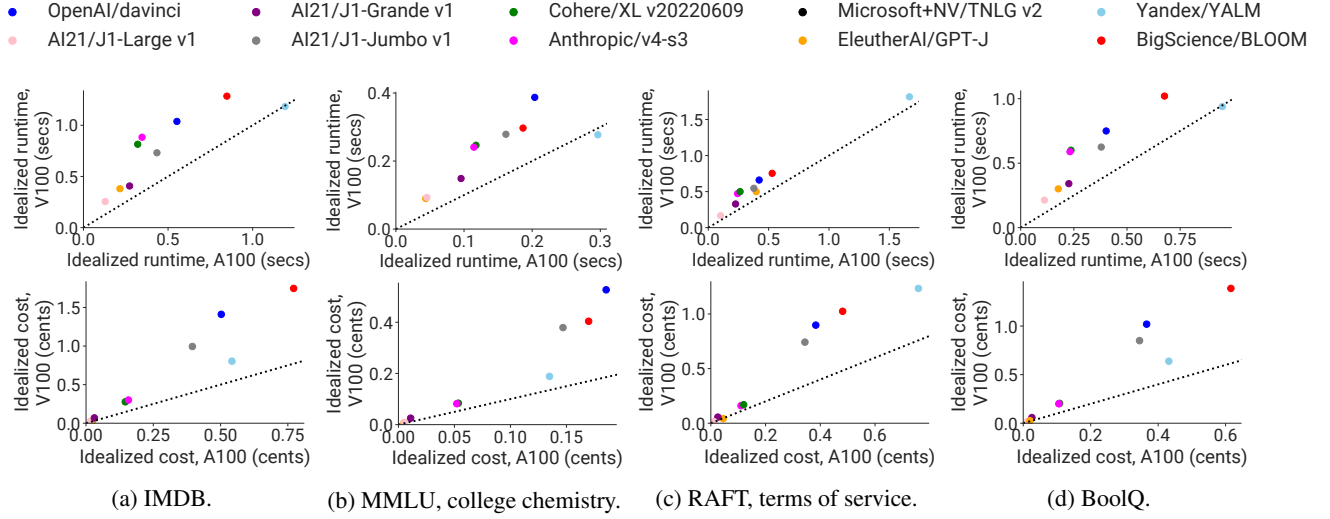 OpenAI/davinci AI21/J1-Grande v1 Cohere/XL v20220609 Microsoft+NV/TNLG v2 Yandex/YALM
AI21/J1-Large v1 AI21/J1-Jumbo v1 Anthropic/v4-s3 EleutherAI/GPT-J BigScience/BLOOM
Idealized runtime,
V100 (secs)
1.0
0.5
0.0
0 0.5 1.0
Idealized runtime, A100 (secs)
Idealized runtime,
V100 (secs)
0.4
0.2
0.0
0.0 0.1 0.2 0.3
Idealized runtime, A100 (secs)
Idealized runtime,
V100 (secs)
1.5
1.0
0.5
0.0
0 0.5 1.0 1.5
Idealized runtime, A100 (secs)
Idealized runtime,
V100 (secs)
1.0
0.5
0.0
0.00 0.25 0.50 0.75
Idealized runtime, A100 (secs)
Idealized cost,
V100 (cents)
1.5
1.0
0.5
0.0
0.00 0.25 0.50 0.75
Idealized cost, A100 (cents)
Idealized cost,
V100 (cents)
0.4
0.2
0.0
0.00 0.05 0.10 0.15
Idealized cost, A100 (cents)
Idealized cost,
V100 (cents)
1.0
0.5
0.0
0.0 0.2 0.4 0.6
Idealized cost, A100 (cents)
Idealized cost,
V100 (cents)
1.0
0.5
0.0
0.0 0.2 0.4 0.6
Idealized cost, A100 (cents)
(a) IMDB. (b) MMLU, college chemistry. (c) RAFT, terms of service. (d) BoolQ.